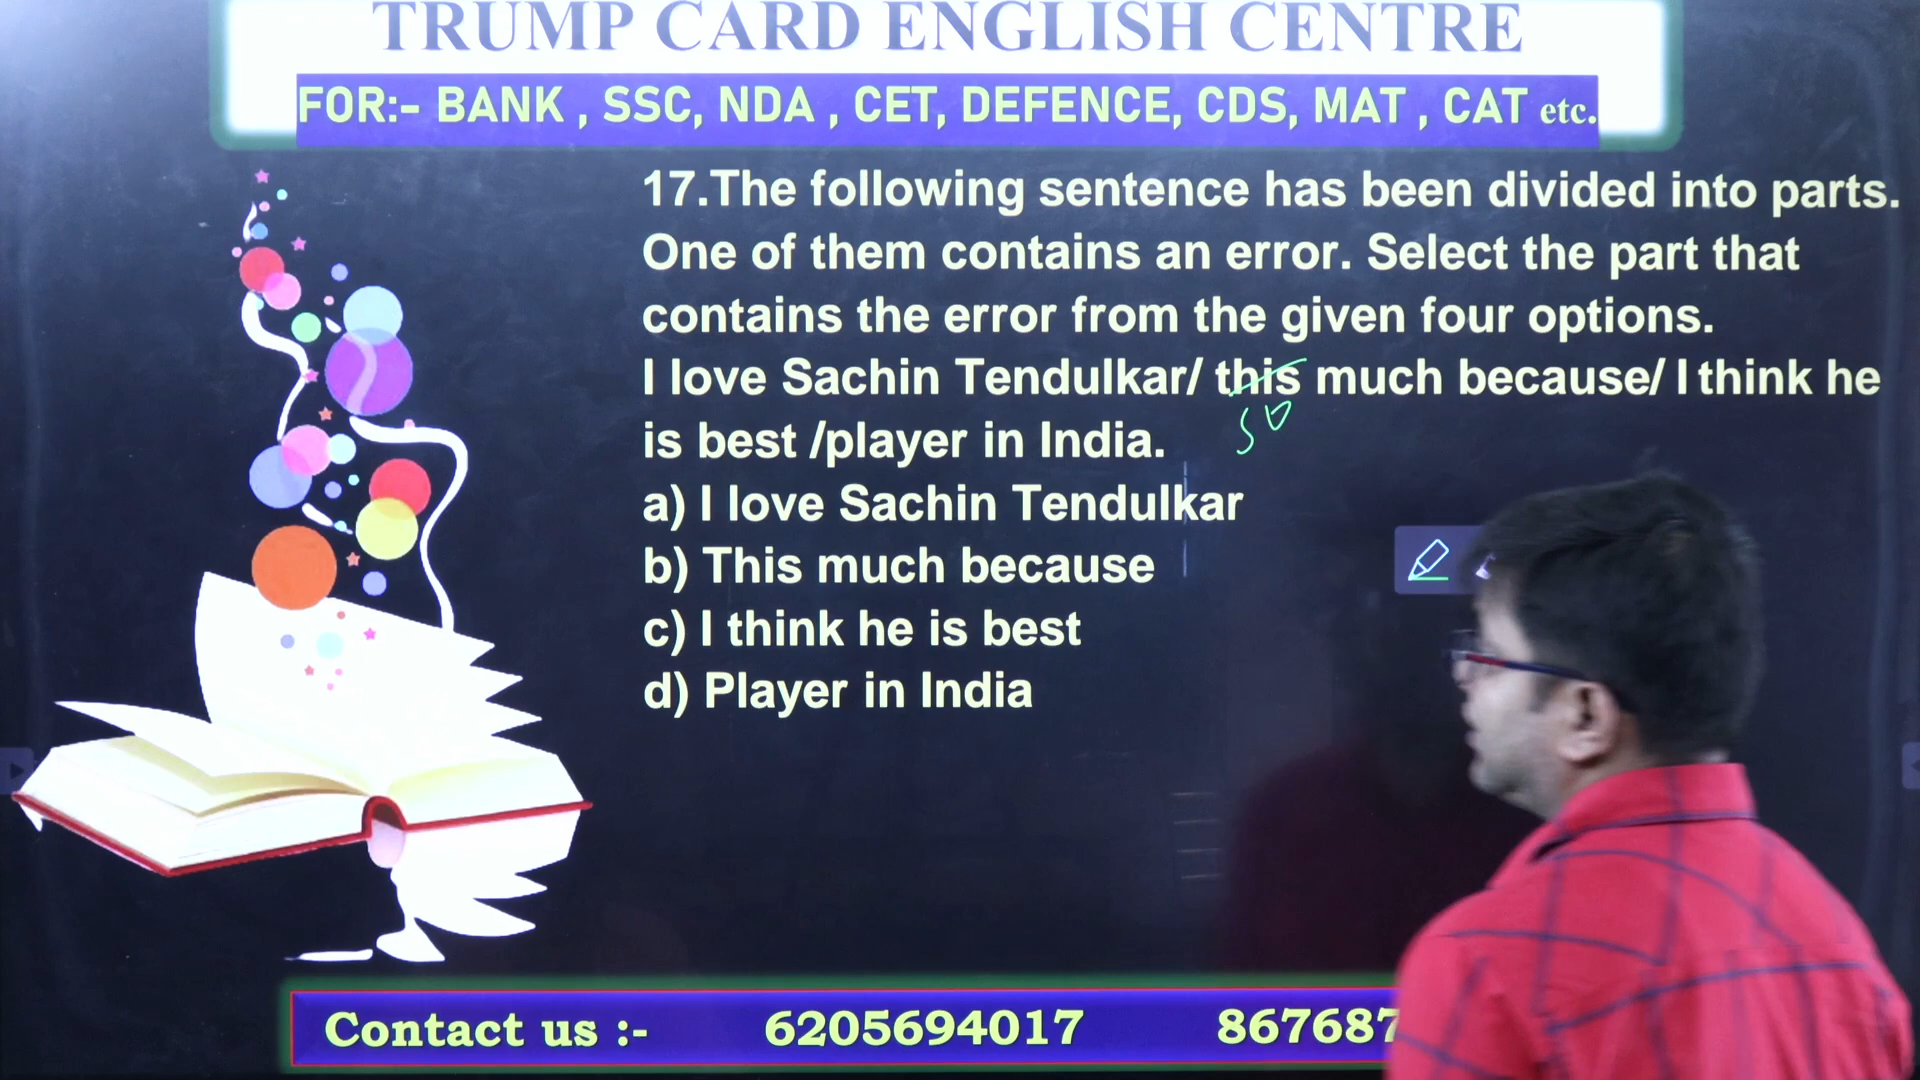 TRUMP CARD ENGLISH CENTRE
FOR:- BANK , SSC, NDA , CET, DEFENCE, CDS, MAT , CAT etc.
17.The following sentence has been divided into parts.
One of them contains an error. Select the part that
contains the error from the given four options.
I love Sachin Tendulkar/ this much because/ I think he
so
is best /player in India.
a) I love Sachin Tendulkar
b) This much because
c) I think he is best
d) Player in India
Contact us :- 6205694017 867687